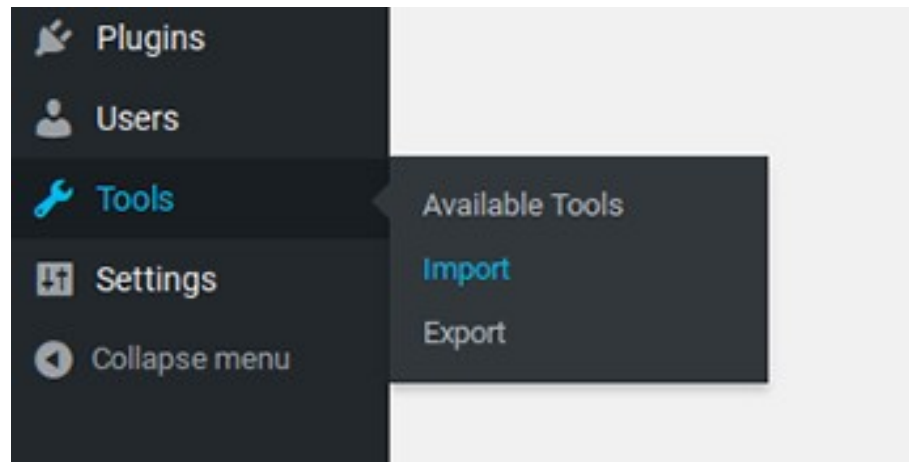 Plugins
Users
Tools
Available Tools
Import
Export
Settings
Collapse menu